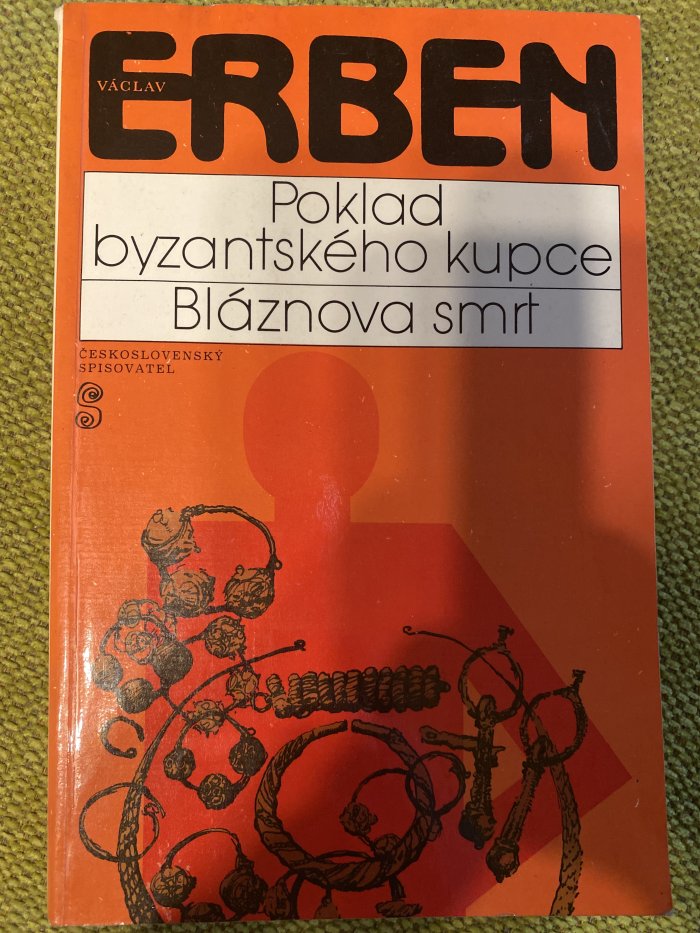 VÁCLAV
ERBEN
Poklad
byzantského kupce
Bláznova smrt
ČESKOSLOVENSKÝ
SPISOVATEL